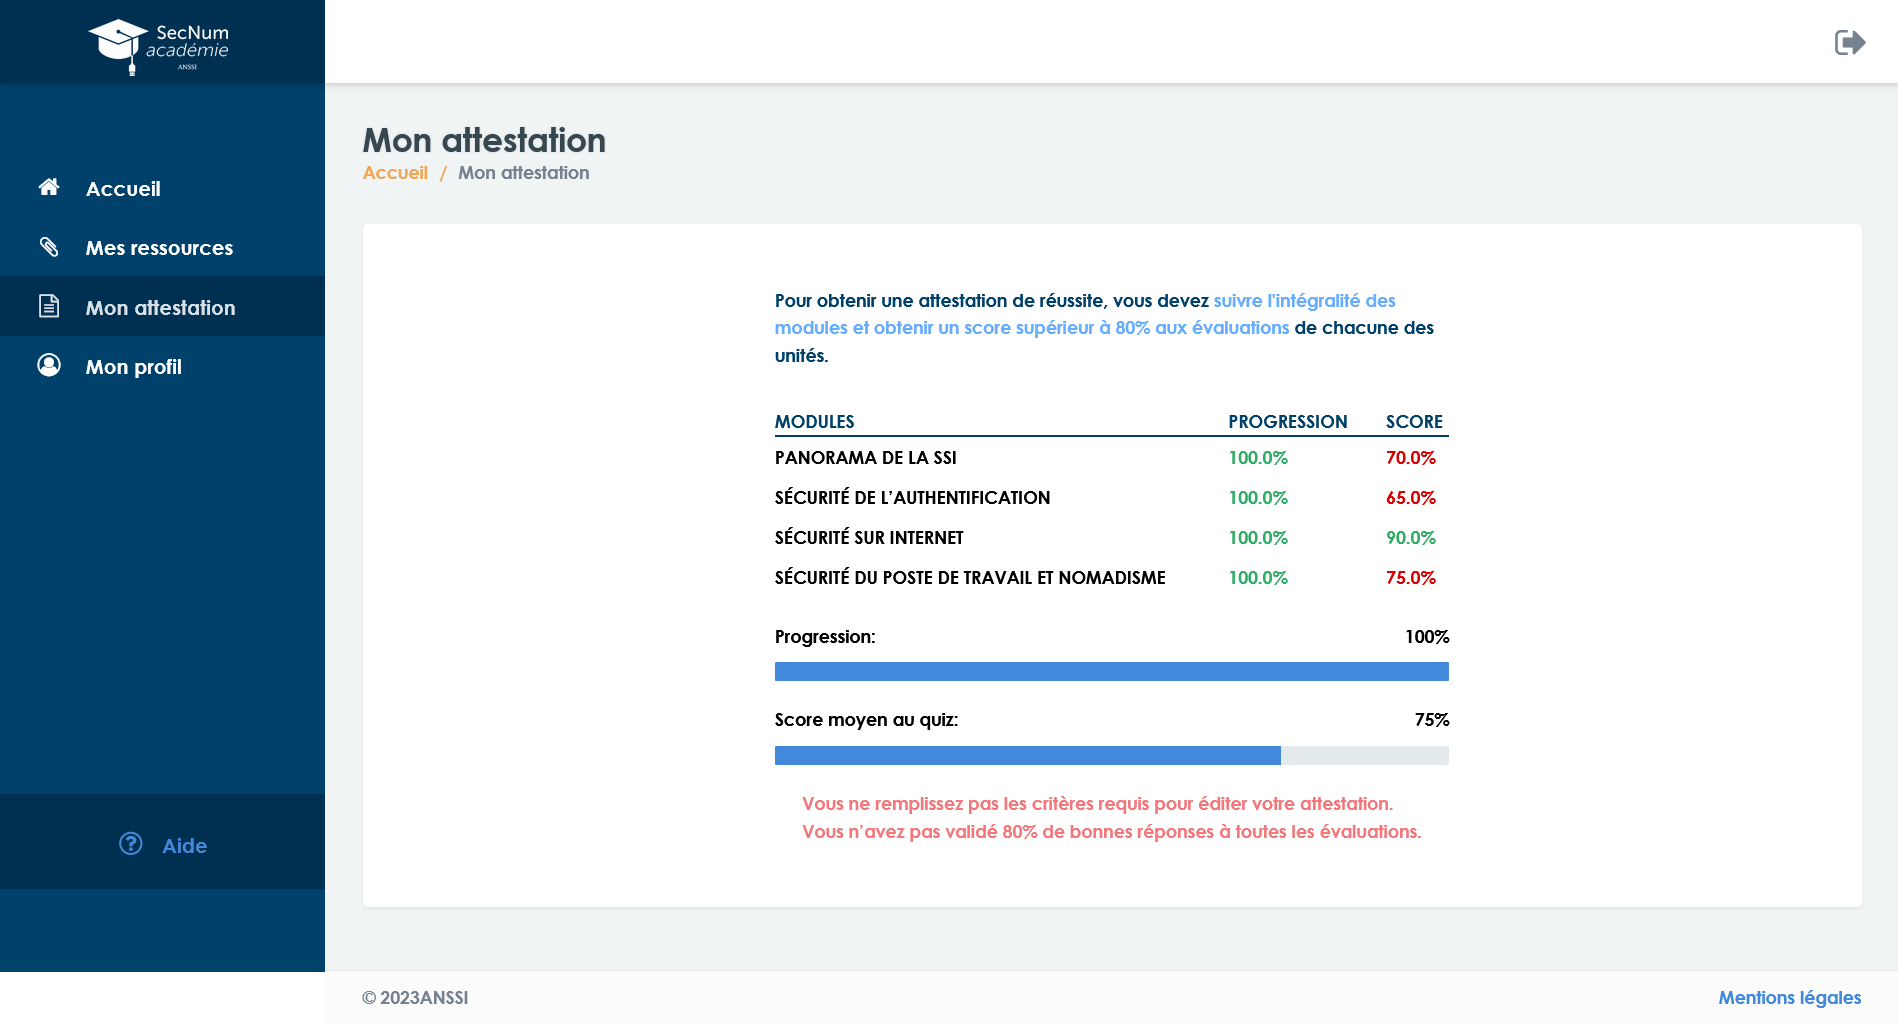 SecNum
académie
ANSSI
Accueil
Mes ressources
Mon attestation
Mon profil
Aide
Mon attestation
Accueil / Mon attestation
Pour obtenir une attestation de réussite, vous devez suivre l'intégralité des
modules et obtenir un score supérieur à 80% aux évaluations de chacune des
unités.
MODULES PROGRESSION SCORE
PANORAMA DE LA SSI 100.0% 70.0%
SÉCURITÉ DE L’AUTHENTIFICATION 100.0% 65.0%
SÉCURITÉ SUR INTERNET 100.0% 90.0%
SÉCURITÉ DU POSTE DE TRAVAIL ET NOMADISME 100.0% 75.0%
Progression: 100%
Score moyen au quiz: 75%
Vous ne remplissez pas les critères requis pour éditer votre attestation.
Vous n’avez pas validé 80% de bonnes réponses à toutes les évaluations.
© 2023ANSSI
Mentions légales